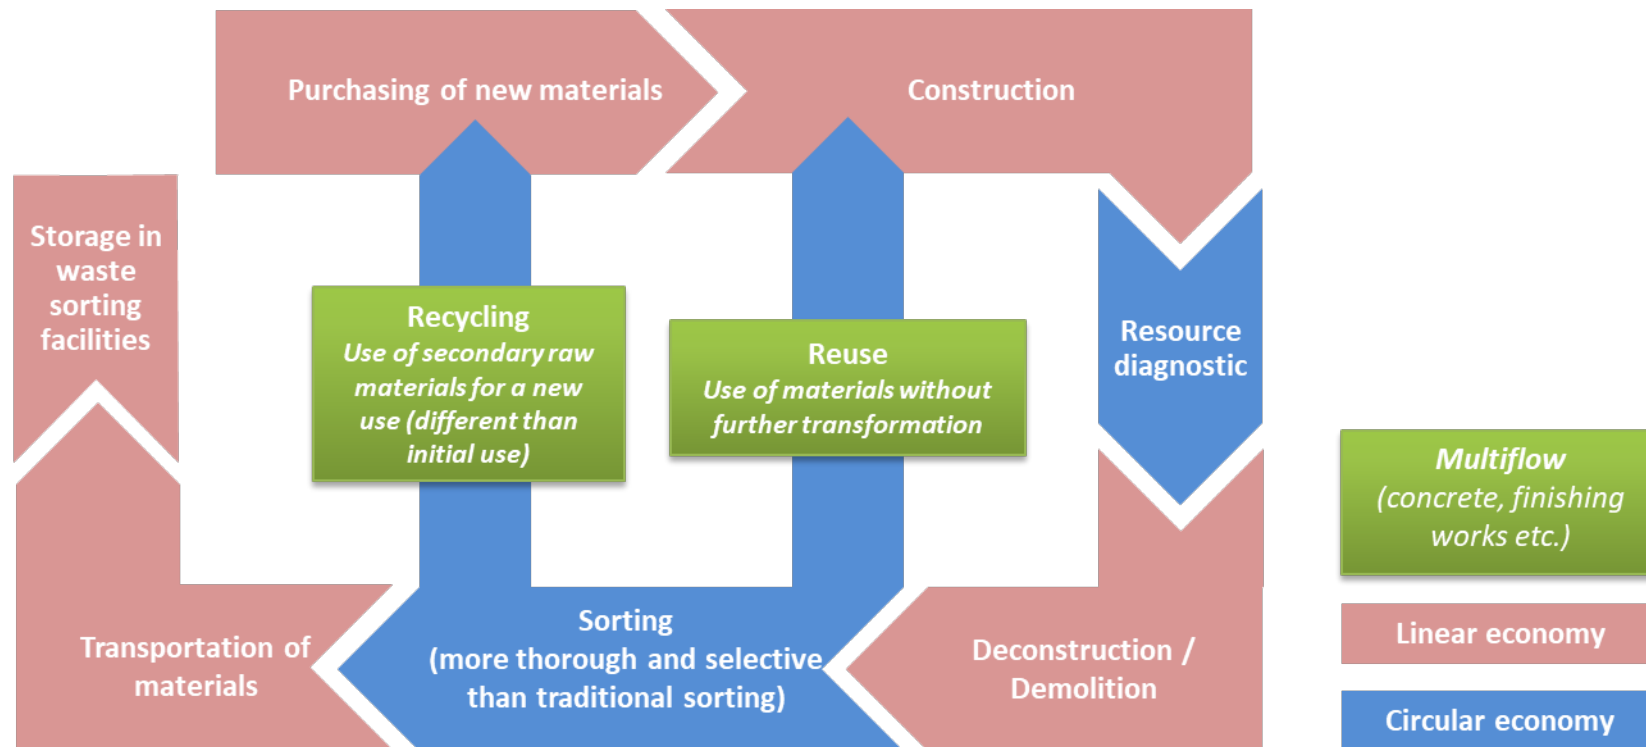 Purchasing of new materials
Construction
Storage in
waste
sorting
facilities
Recycling
Use of secondary raw
materials for a new
use (different than
initial use)
Reuse
Use of materials without
further transformation
Resource
diagnostic
Multiflow
(concrete, finishing
works etc.)
Transportation of
materials
Sorting
(more thorough and selective
than traditional sorting)
Deconstruction /
Demolition
Linear economy
Circular economy